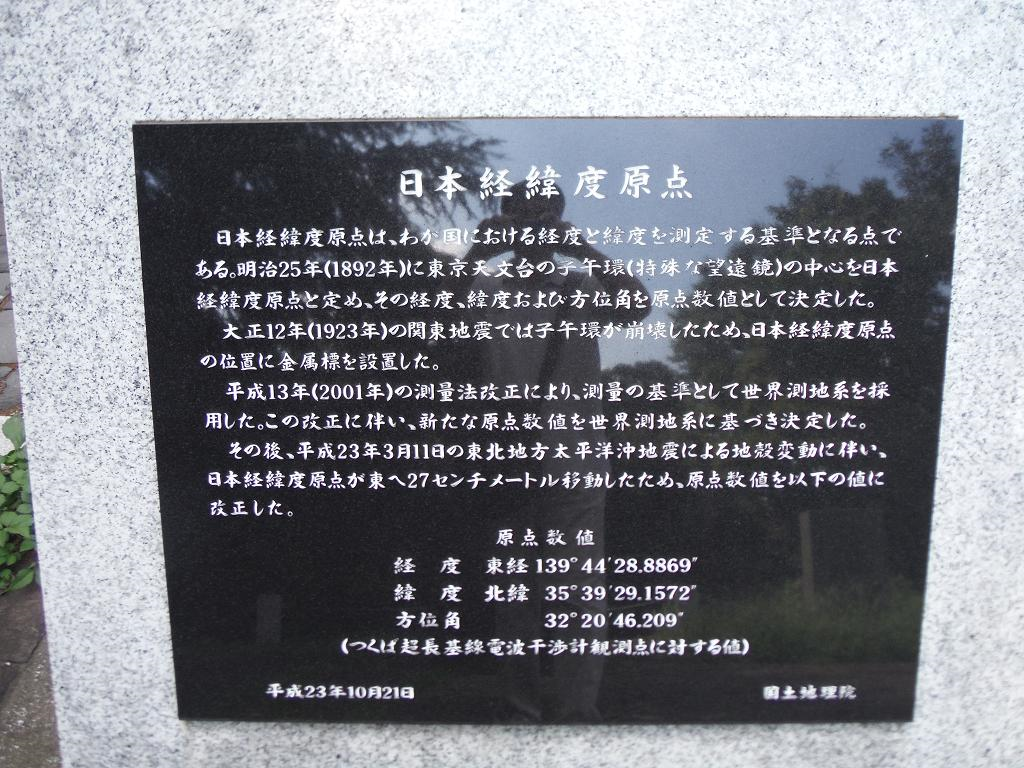 日本経緯度原点
日本経緯度原点は、わが国における経度と緯度を測定する基準となる点で
ある。明治25年(1892年)に東京天文台の子午環(特殊な望遠鏡)の中心を日本
経緯度原点と定め、その経度、緯度および方位角を原点数値として決定した。
大正12年(1923年)の関東地震では子午環が崩壊したため、日本経緯度原点
の位置に金属標を設置した。
平成13年(2001年)の測量法改正により、測量の基準として世界測地系を採
用した。この改正に伴い、新たな原点数値を世界測地系に基づき決定した。
その後、平成23年3月11日の東北地方太平洋沖地震による地殻変動に伴い、
日本経緯度原点が東へ27センチメートル移動したため、原点数値を以下の値に
改正した。
原点数値
経 度 東経 139°44′28.8869″
緯 度 北緯 35°39′29.1572″
方位角 32°20′46.209″
(つくば超長基線電波干渉計観測点に対する値)
平成23年10月21日 国土地理院